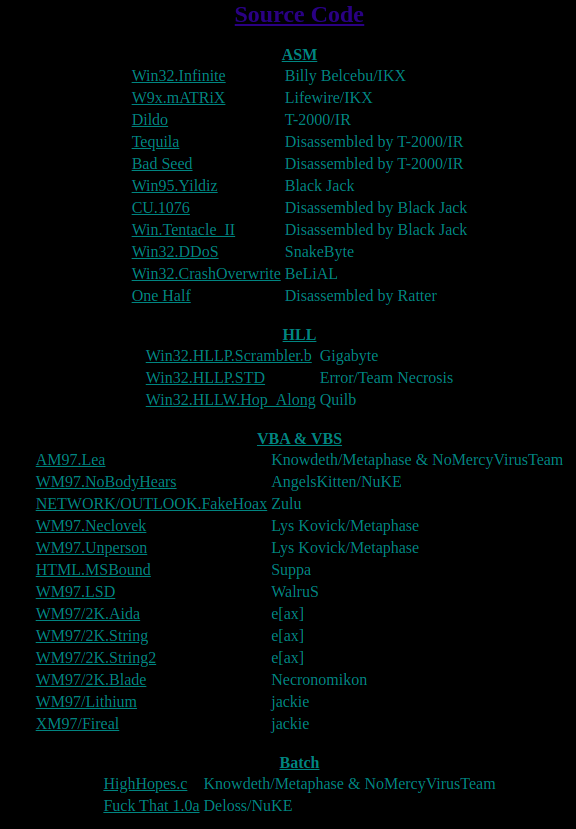 Source Code
ASM
Win32.Infinite Billy Belcebu/IKX
W9x.mATRiX Lifewire/IKX
Dildo T-2000/IR
Tequila Disassembled by T-2000/IR
Bad Seed Disassembled by T-2000/IR
Win95.Yildiz Black Jack
CU.1076 Disassembled by Black Jack
Win.Tentacle_II Disassembled by Black Jack
Win32.DDoS SnakeByte
Win32.CrashOverwrite BeLiAL
One Half Disassembled by Ratter
HLL
Win32.HLLP.Scrambler.b Gigabyte
Win32.HLLP.STD Error/Team Necrosis
Win32.HLLW.Hop_Along Quilb
VBA & VBS
AM97.Lea Knowdeth/Metaphase & NoMercyVirusTeam
WM97.NoBodyHears AngelsKitten/NuKE
NETWORK/OUTLOOK.FakeHoax Zulu
WM97.Neclovek Lys Kovick/Metaphase
WM97.Unperson Lys Kovick/Metaphase
HTML.MSBound Suppa
WM97.LSD WalruS
WM97/2K.Aida e[ax]
WM97/2K.String e[ax]
WM97/2K.String2 e[ax]
WM97/2K.Blade Necronomikon
WM97/Lithium jackie
XM97/Fireal jackie
Batch
HighHopes.c Knowdeth/Metaphase & NoMercyVirusTeam
Fuck That 1.0a Deloss/NuKE